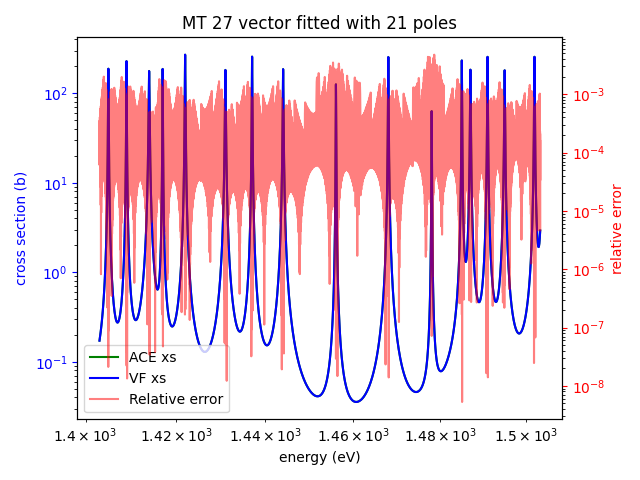 MT 27 vector fitted with 21 poles
cross section (b)
10²
10¹
10⁰
10⁻¹
10⁻³
10⁻⁴
10⁻⁵
10⁻⁶
10⁻⁷
10⁻⁸
relative error
ACE xs
VF xs
Relative error
1.4 × 10³ 1.42 × 10³ 1.44 × 10³ 1.46 × 10³ 1.48 × 10³ 1.5 × 10³
energy (eV)